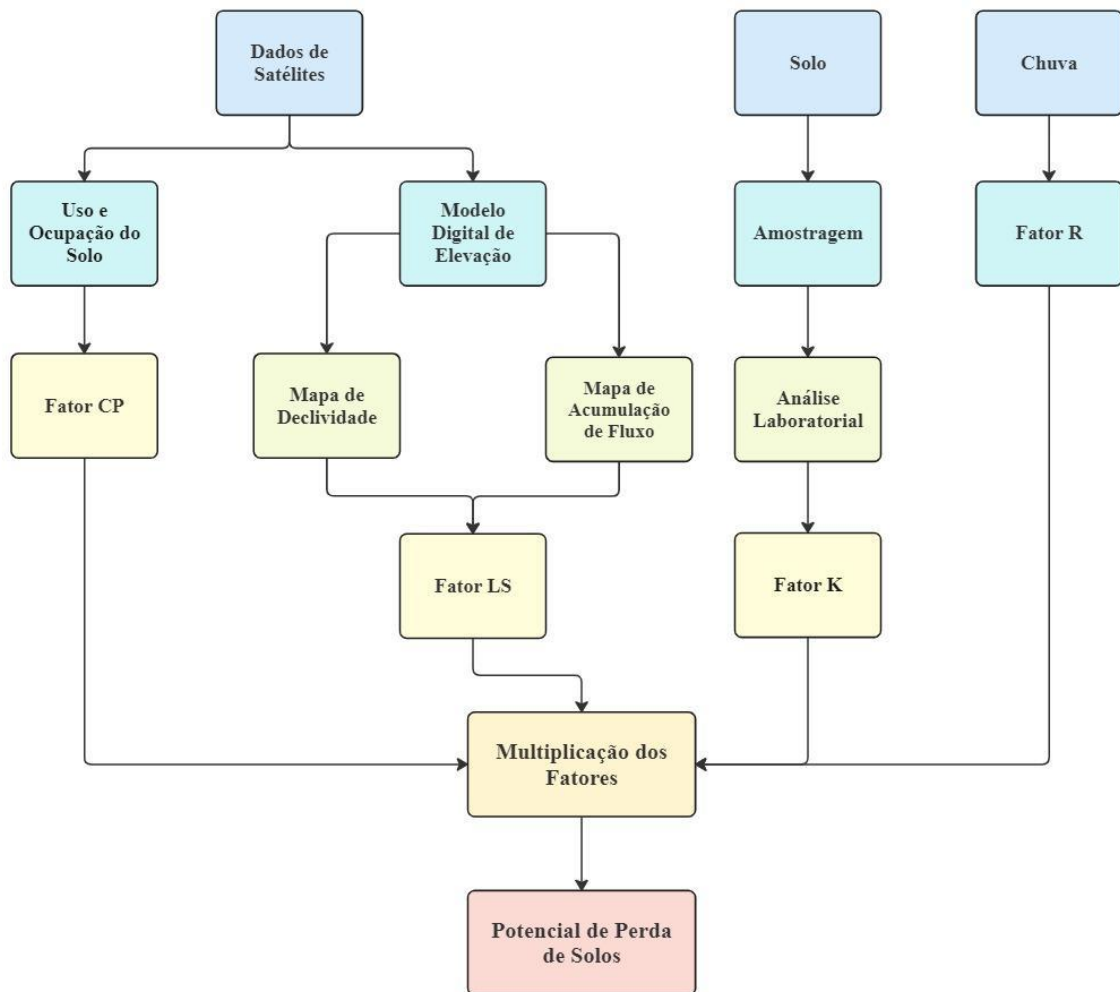 Dados de
Satélites
Solo
Chuva
Uso e
Ocupação do
Solo
Modelo
Digital de
Elevação
Amostragem
Fator R
Fator CP
Mapa de
Declividade
Mapa de
Acumulação
de Fluxo
Análise
Laboratorial
Fator LS
Fator K
Multiplicação dos
Fatores
Potencial de Perda
de Solos